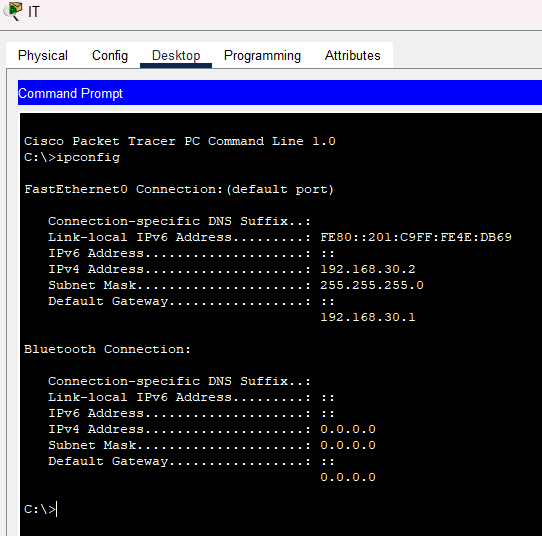 IT
Physical Config Desktop Programming Attributes
Command Prompt
Cisco Packet Tracer PC Command Line 1.0
C:\>ipconfig
FastEthernet0 Connection:(default port)
Connection-specific DNS Suffix..:
Link-local IPv6 Address.........: FE80::201:C9FF:FE4E:DB69
IPv6 Address....................: ::
IPv4 Address....................: 192.168.30.2
Subnet Mask.....................: 255.255.255.0
Default Gateway.................: ::
192.168.30.1
Bluetooth Connection:
Connection-specific DNS Suffix..:
Link-local IPv6 Address.........: ::
IPv6 Address....................: ::
IPv4 Address....................: 0.0.0.0
Subnet Mask.....................: 0.0.0.0
Default Gateway.................: ::
0.0.0.0
C:\>